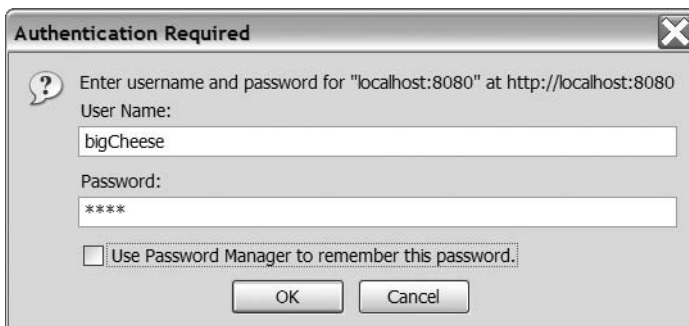 Authentication Required
Enter username and password for "localhost:8080" at http://localhost:8080
User Name:
bigCheese
Password:
****
Use Password Manager to remember this password.
OK Cancel